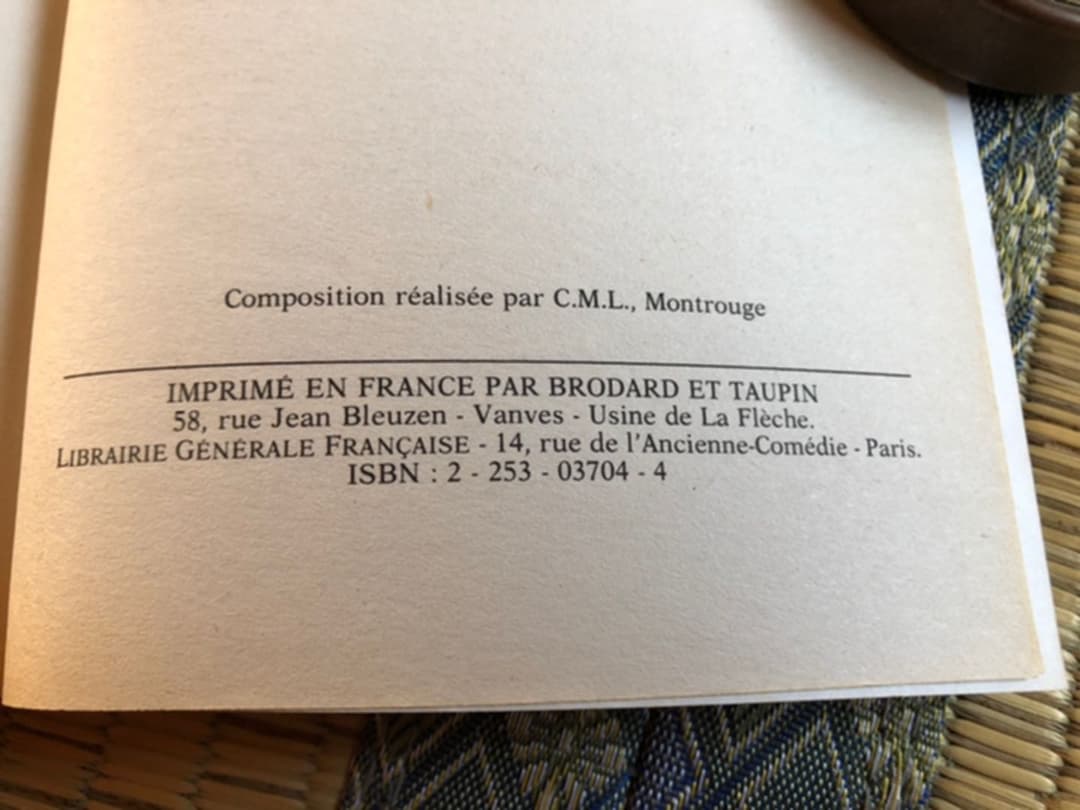 Composition réalisée par C.M.L., Montrouge
IMPRIMÉ EN FRANCE PAR BRODARD ET TAUPIN
58, rue Jean Bleuzen - Vanves - Usine de La Flèche.
LIBRAIRIE GÉNÉRALE FRANÇAISE - 14, rue de l'Ancienne-Comédie - Paris.
ISBN : 2 - 253 - 03704 - 4